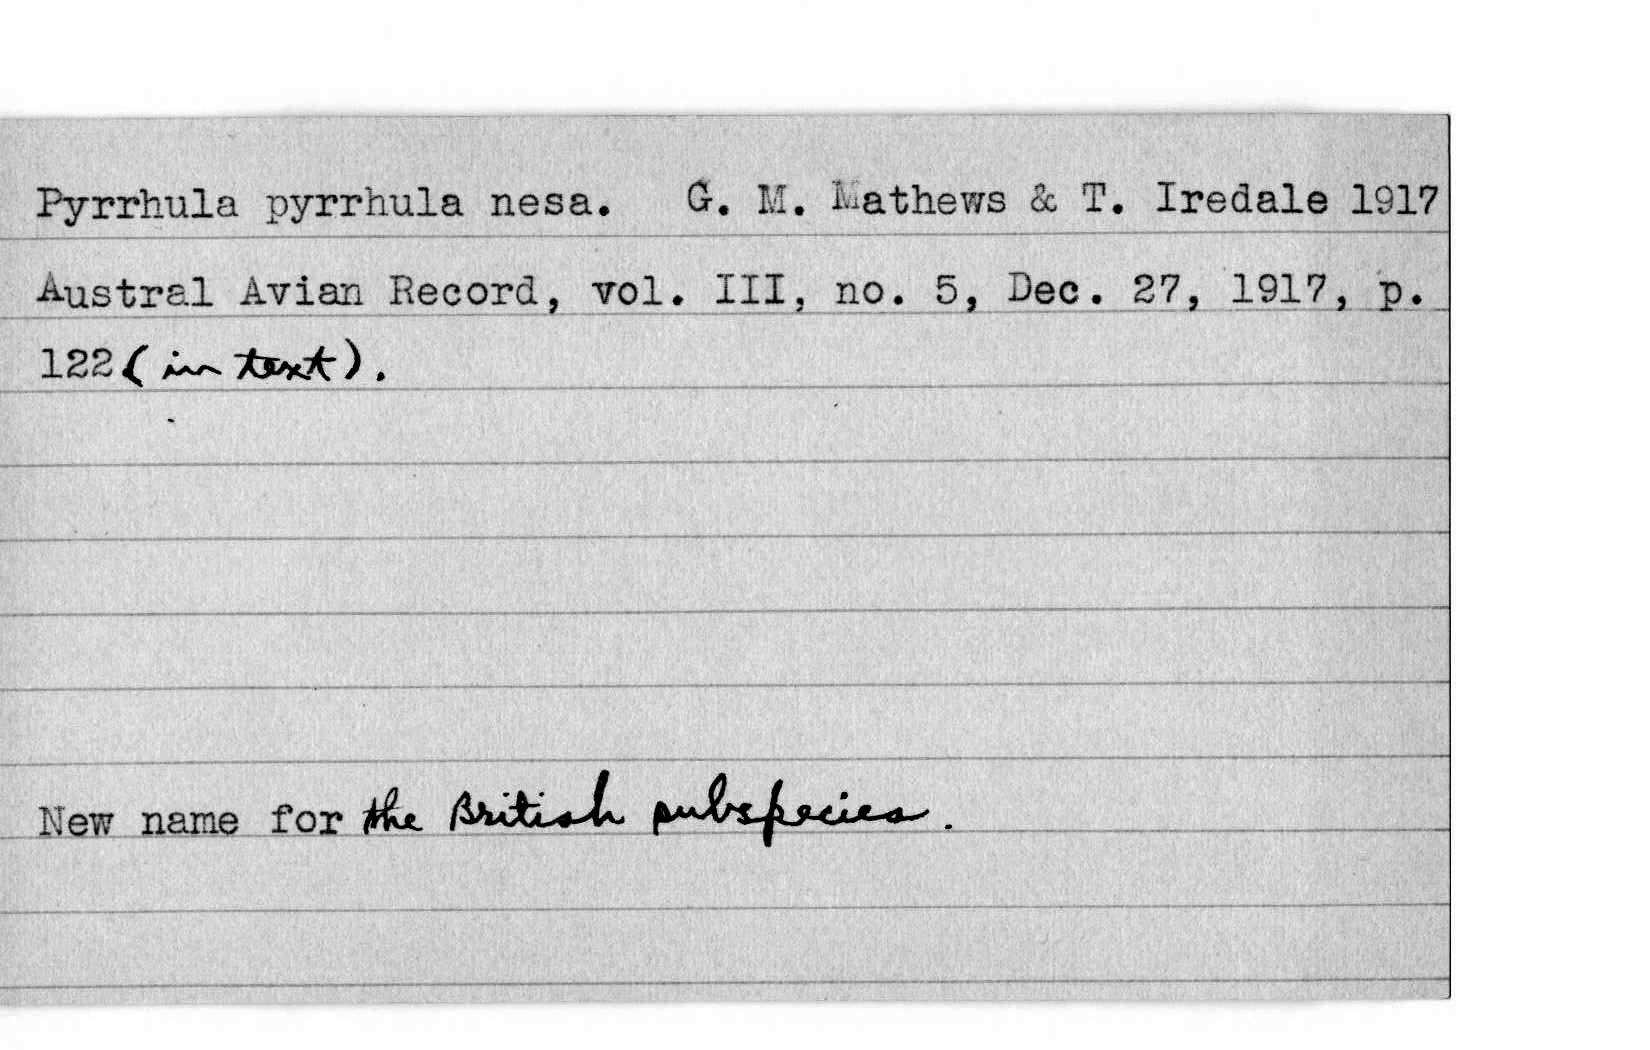 Pyrrhula pyrrhula nesa. G. M. Mathews & T. Iredale 1917
Austral Avian Record, vol. III, no. 5, Dec. 27, 1917, p.
122 (in text).
New name for the British subspecies.